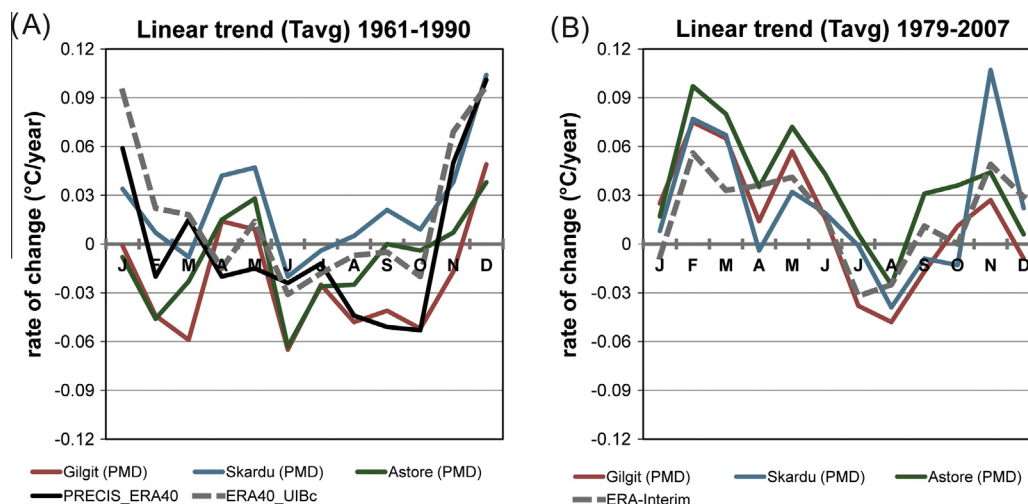 (A)
Linear trend (Tavg) 1961-1990
rate of change (°C/year)
0.12
0.09
0.06
0.03
0
-0.03
-0.06
-0.09
-0.12
J F M A M J J A S O N D
Gilgit (PMD) Skardu (PMD) Astore (PMD)
PRECIS_ERA40 ERA40_UIBc
(B)
Linear trend (Tavg) 1979-2007
rate of change (°C/year)
0.12
0.09
0.06
0.03
0
-0.03
-0.06
-0.09
-0.12
J F M A M J J A S O N D
Gilgit (PMD) Skardu (PMD) Astore (PMD)
ERA-Interim